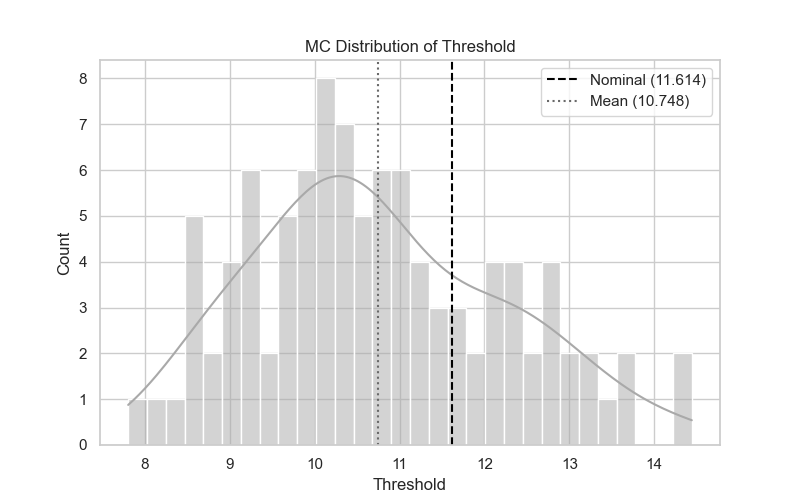 MC Distribution of Threshold
Nominal (11.614)
Mean (10.748)
Count
8
7
6
5
4
3
2
1
0
8 9 10 11 12 13 14
Threshold